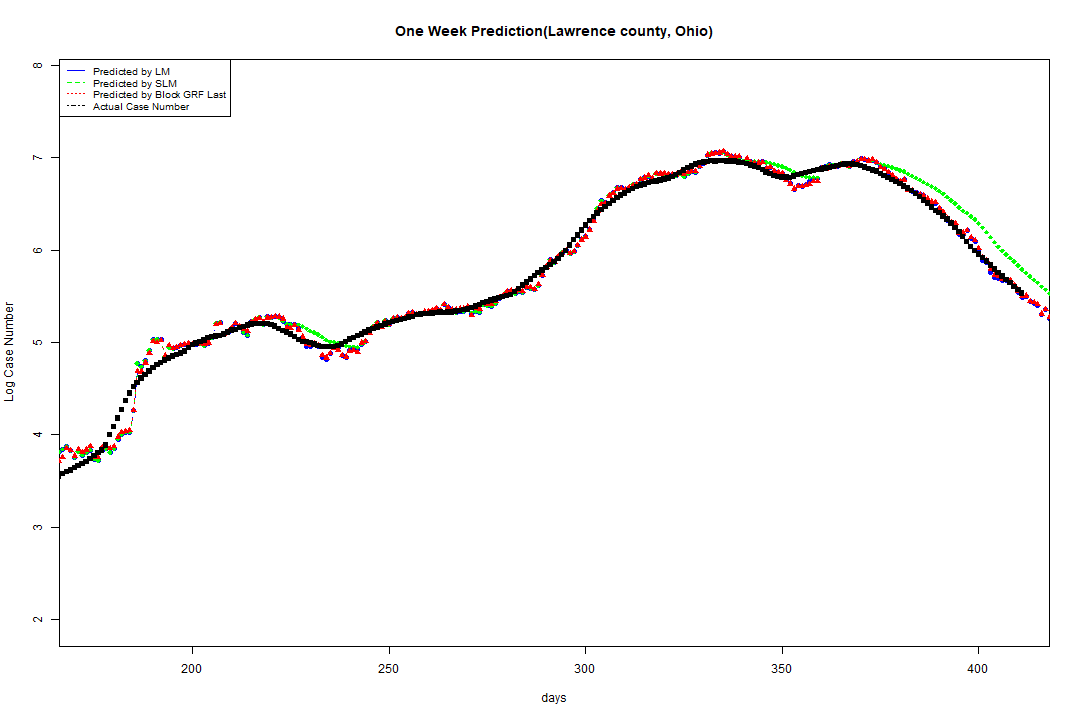 One Week Prediction(Lawrence county, Ohio)
Predicted by LM
Predicted by SLM
Predicted by Block GRF Last
Actual Case Number
8
7
6
5
4
3
2
Log Case Number
200 250 300 350 400
days